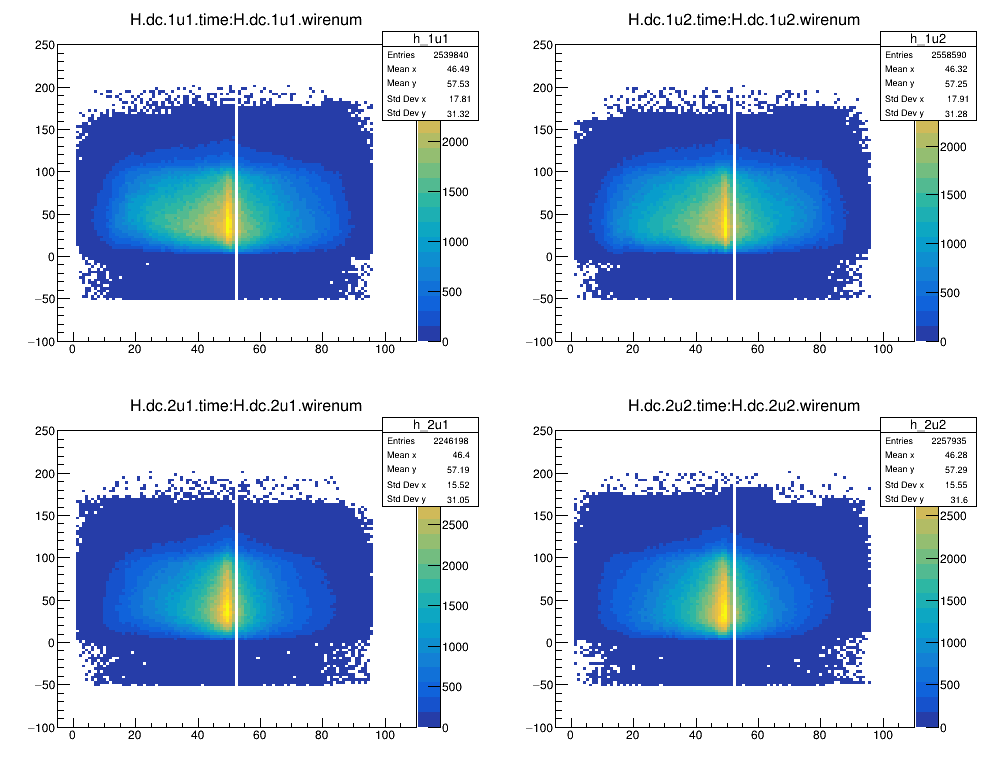 H.dc.1u1.time:H.dc.1u1.wirenum
h_1u1
Entries 2539840
Mean x 46.49
Mean y 57.53
Std Dev x 17.81
Std Dev y 31.32
250
200
150
100
50
0
−50
−100
0 20 40 60 80 100
2000
1500
1000
500
0
H.dc.1u2.time:H.dc.1u2.wirenum
h_1u2
Entries 2558590
Mean x 46.32
Mean y 57.25
Std Dev x 17.91
Std Dev y 31.28
250
200
150
100
50
0
−50
−100
0 20 40 60 80 100
2000
1500
1000
500
0
H.dc.2u1.time:H.dc.2u1.wirenum
h_2u1
Entries 2246198
Mean x 46.4
Mean y 57.19
Std Dev x 15.52
Std Dev y 31.05
250
200
150
100
50
0
−50
−100
0 20 40 60 80 100
2500
2000
1500
1000
500
0
H.dc.2u2.time:H.dc.2u2.wirenum
h_2u2
Entries 2257935
Mean x 46.28
Mean y 57.29
Std Dev x 15.55
Std Dev y 31.6
250
200
150
100
50
0
−50
−100
0 20 40 60 80 100
2500
2000
1500
1000
500
0